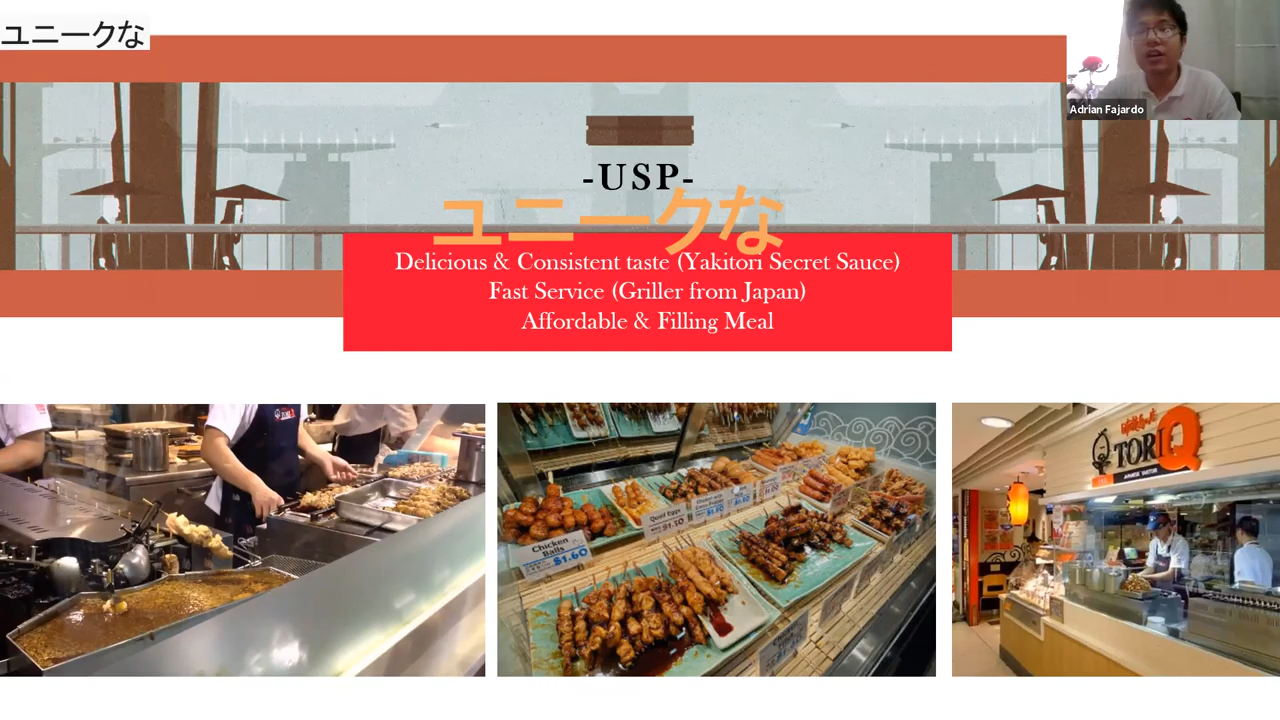 ユニークな
Adrian Fajardo
-USP-
ユニークな
Delicious & Consistent taste (Yakitori Secret Sauce)
Fast Service (Griller from Japan)
Affordable & Filling Meal
Chicken
Balls
$1.60
Quail Eggs
$1.50
TORI Q